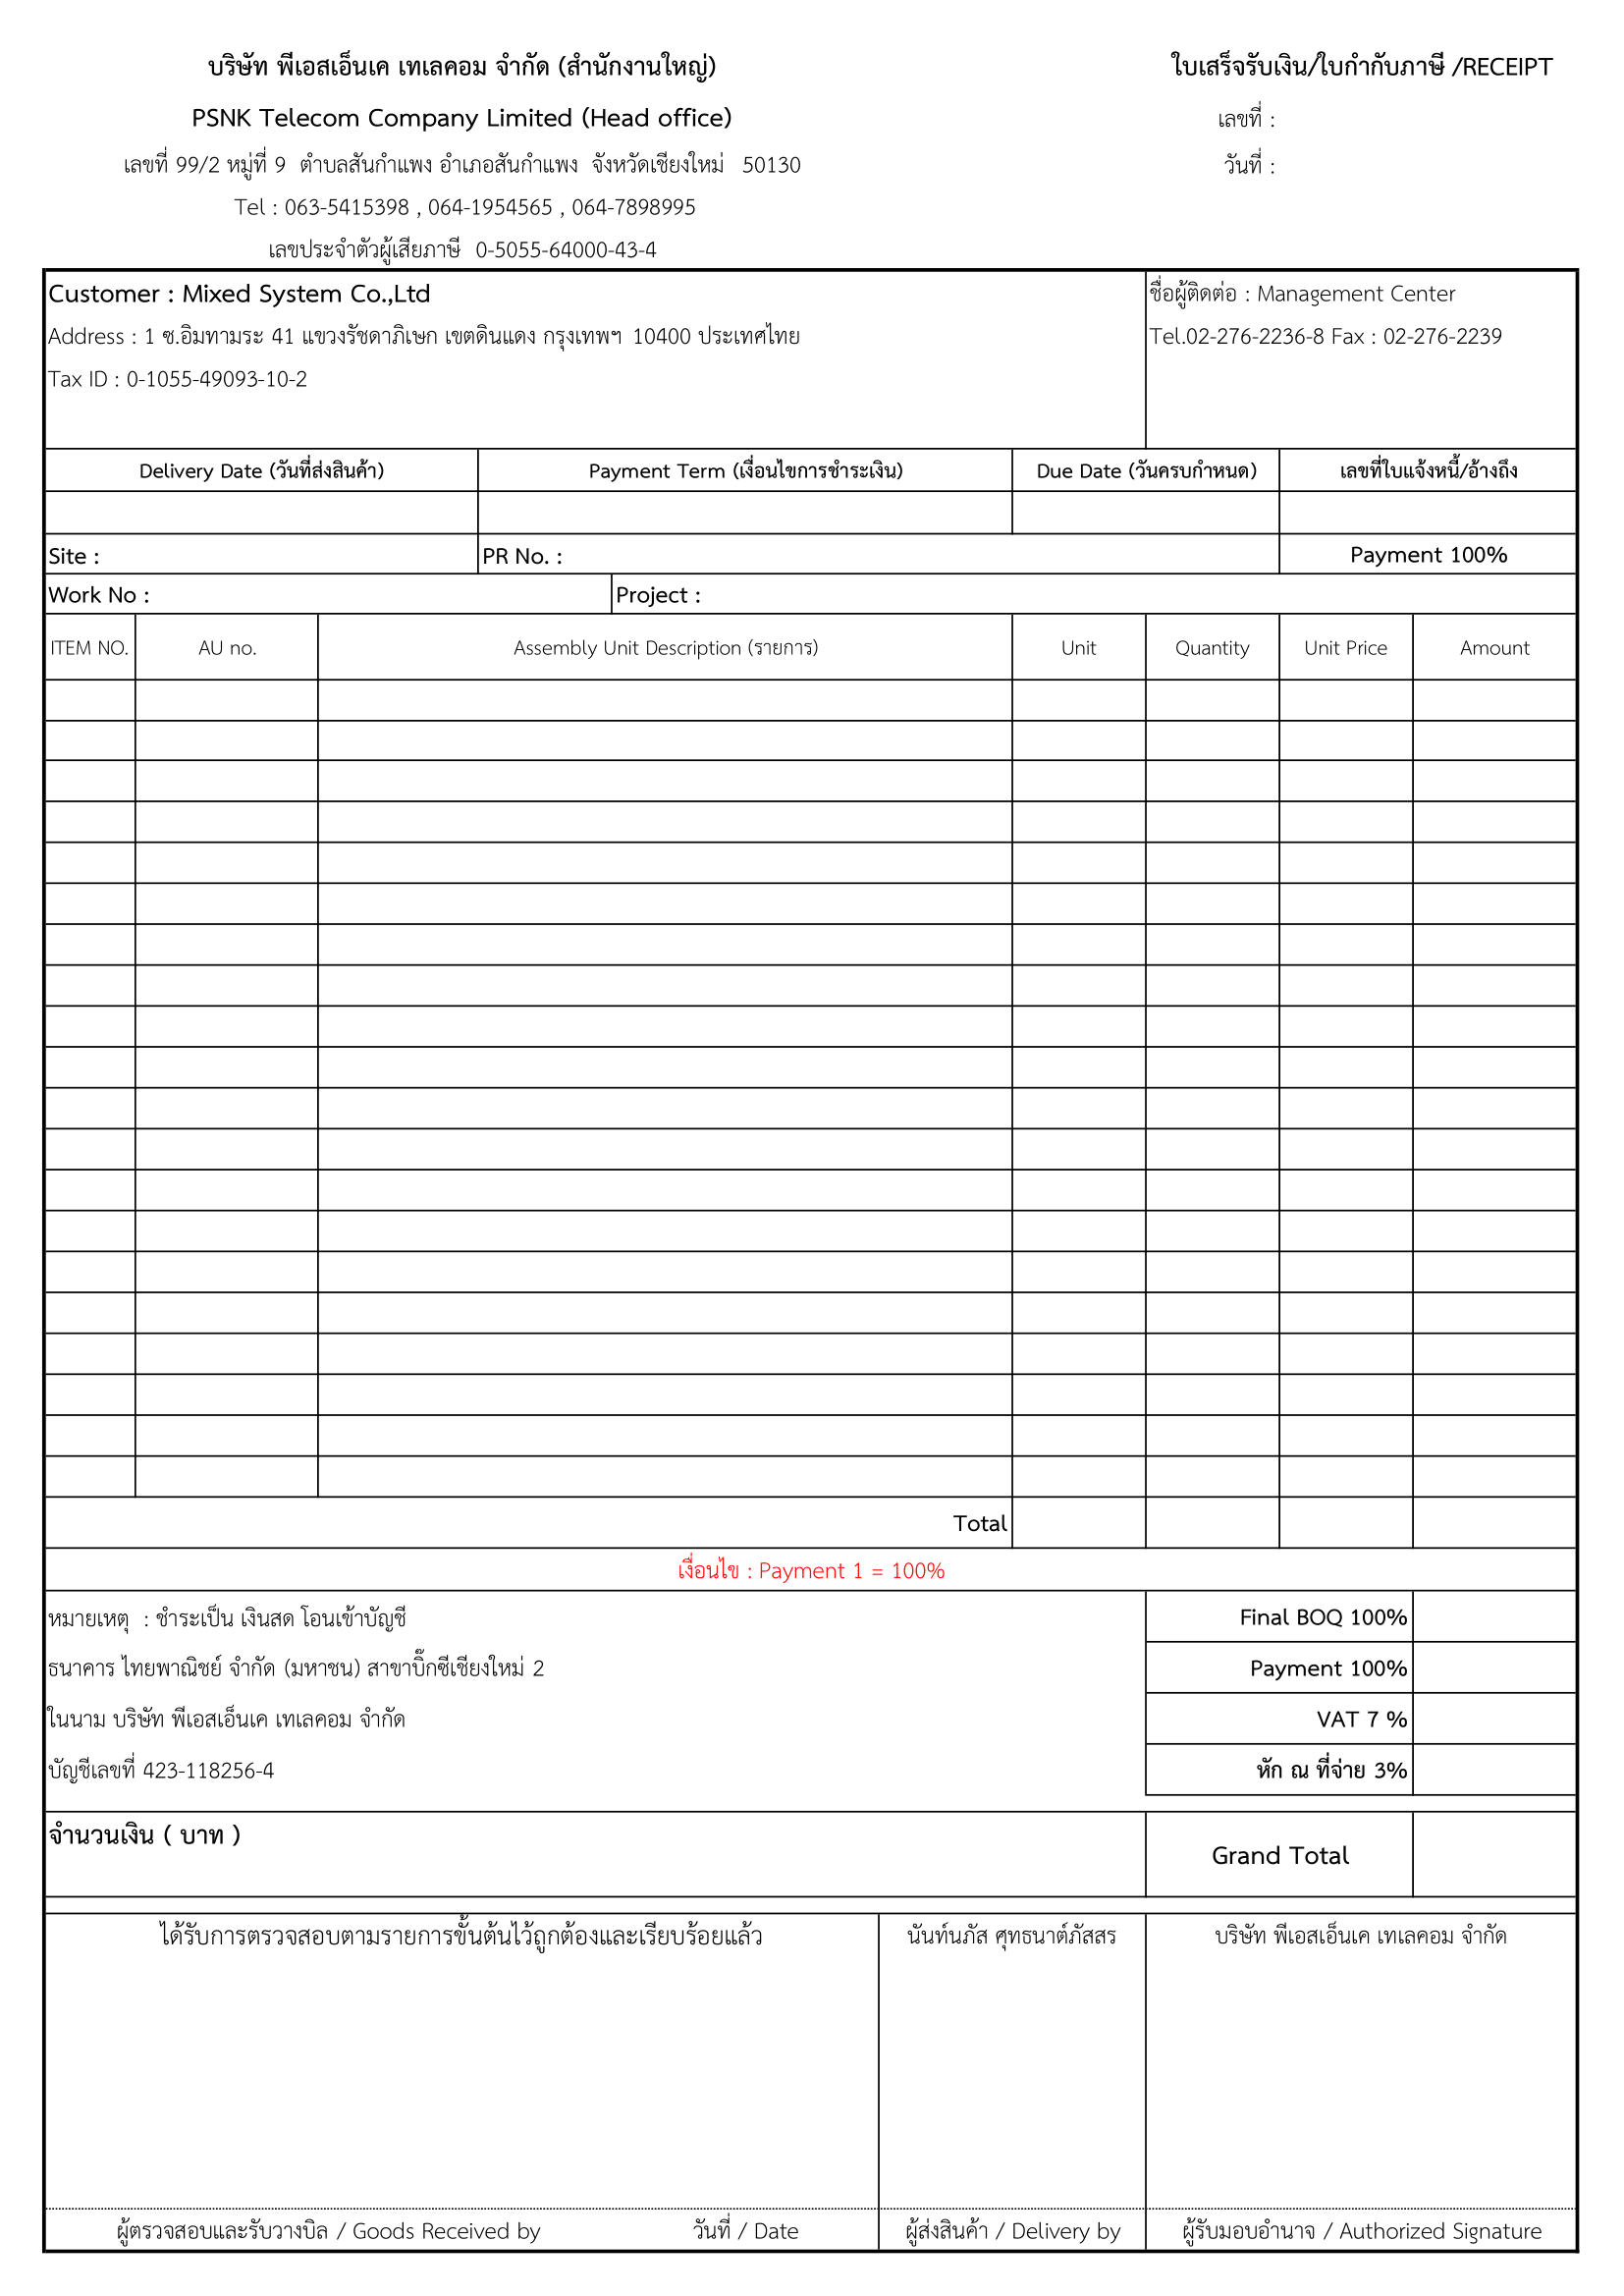 บริษัท พีเอสเอ็นเค เทเลคอม จำกัด (สำนักงานใหญ่)
ใบเสร็จรับเงิน/ใบกำกับภาษี /RECEIPT
PSNK Telecom Company Limited (Head office)
เลขที่ :
เลขที่ 99/2 หมู่ที่ 9 ตำบลสันกำแพง อำเภอสันกำแพง จังหวัดเชียงใหม่ 50130
วันที่ :
Tel : 063-5415398 , 064-1954565 , 064-7898995
เลขประจำตัวผู้เสียภาษี 0-5055-64000-43-4
Customer : Mixed System Co.,Ltd
ชื่อผู้ติดต่อ : Management Center
Address : 1 ซ.อิมทามระ 41 แขวงรัชดาภิเษก เขตดินแดง กรุงเทพฯ 10400 ประเทศไทย
Tel.02-276-2236-8 Fax : 02-276-2239
Tax ID : 0-1055-49093-10-2
Delivery Date (วันที่ส่งสินค้า) Payment Term (เงื่อนไขการชำระเงิน) Due Date (วันครบกำหนด) เลขที่ใบแจ้งหนี้/อ้างถึง
Site : PR No. : Payment 100%
Work No : Project :
ITEM NO. AU no. Assembly Unit Description (รายการ) Unit Quantity Unit Price Amount
Total
เงื่อนไข : Payment 1 = 100%
หมายเหตุ : ชำระเป็น เงินสด โอนเข้าบัญชี
Final BOQ 100%
ธนาคาร ไทยพาณิชย์ จำกัด (มหาชน) สาขาบิ๊กซีเชียงใหม่ 2
Payment 100%
ในนาม บริษัท พีเอสเอ็นเค เทเลคอม จำกัด
VAT 7 %
บัญชีเลขที่ 423-118256-4
หัก ณ ที่จ่าย 3%
จำนวนเงิน ( บาท )
Grand Total
ได้รับการตรวจสอบตามรายการขั้นต้นไว้ถูกต้องและเรียบร้อยแล้ว นันท์นภัส ศุทธนาต์ภัสสร บริษัท พีเอสเอ็นเค เทเลคอม จำกัด
ผู้ตรวจสอบและรับวางบิล / Goods Received by วันที่ / Date ผู้ส่งสินค้า / Delivery by ผู้รับมอบอำนาจ / Authorized Signature